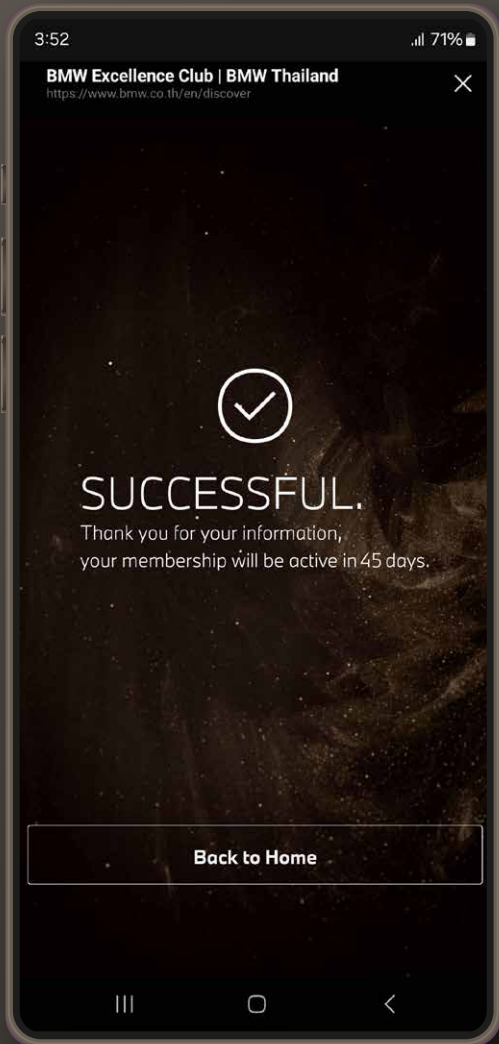 3:52 71%
BMW Excellence Club | BMW Thailand
https://www.bmw.co.th/en/discover
SUCCESSFUL.
Thank you for your information,
your membership will be active in 45 days.
Back to Home